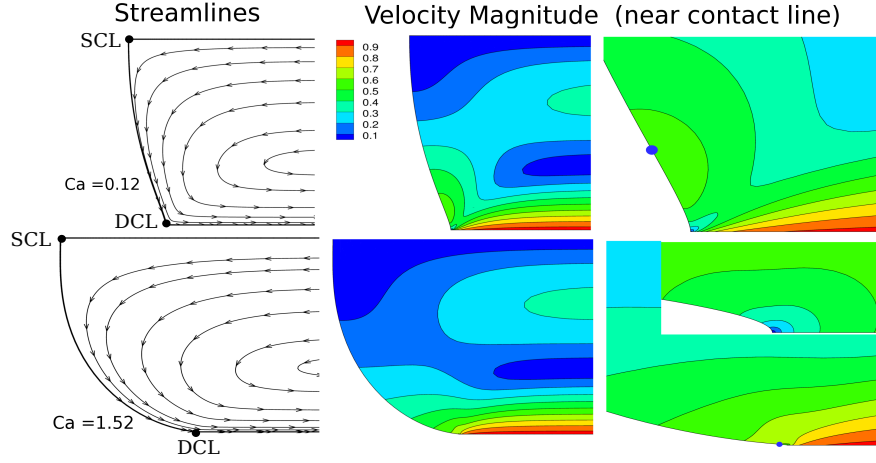 Streamlines
Velocity Magnitude (near contact line)
SCL
Ca =0.12
DCL
0.9
0.8
0.7
0.6
0.5
0.4
0.3
0.2
0.1
SCL
Ca =1.52
DCL